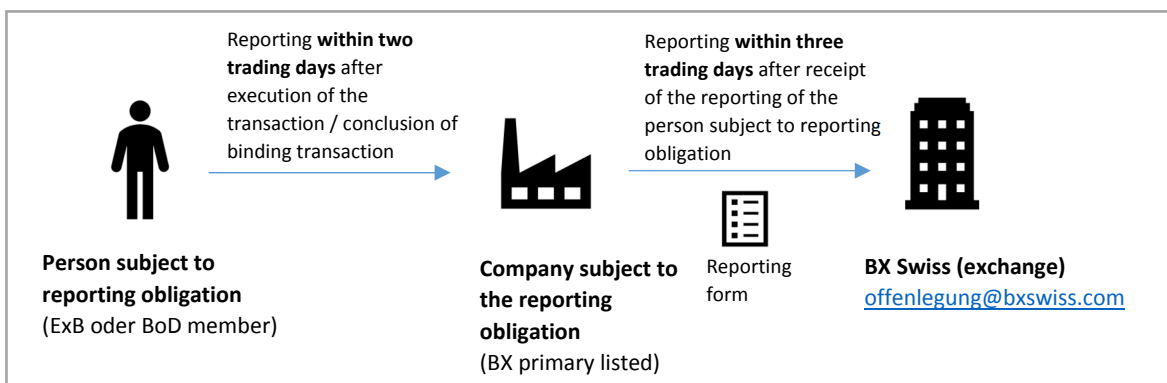 Reporting within two
trading days after
execution of the
transaction / conclusion of
binding transaction
Reporting within three
trading days after receipt
of the reporting of the
person subject to reporting
obligation
Person subject to
reporting obligation
(ExB oder BoD member)
Company subject to
the reporting
obligation
(BX primary listed)
Reporting
form
BX Swiss (exchange)
offenlegung@bxswiss.com